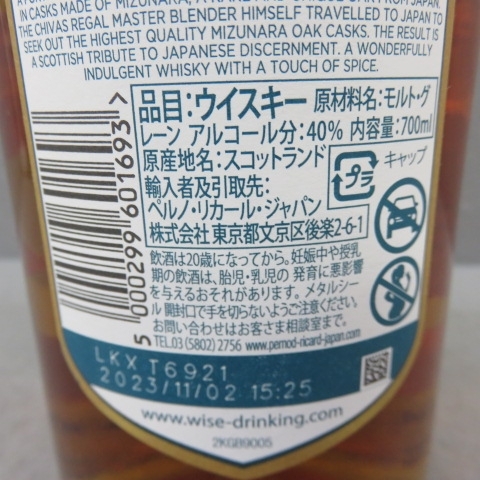 IN CASKS MADE OF MIZUNARA, A RARE AND
THE CHIVAS REGAL MASTER BLENDER HIMSELF TRAVELLED TO JAPAN TO
SEEK OUT THE HIGHEST QUALITY MIZUNARA OAK CASKS. THE RESULT IS
A SCOTTISH TRIBUTE TO JAPANESE DISCERNMENT. A WONDERFULLY
INDULGENT WHISKY WITH A TOUCH OF SPICE.
品目:ウイスキー 原材料名:モルト・グ
レーン アルコール分:40% 内容量:700ml
原産地名:スコットランド
輸入者及び引取先:
ペルノ・リカール・ジャパン
株式会社 東京都文京区後楽2-6-1
キャップ
プラ
飲酒は20歳になってから。妊娠中や授乳
期の飲酒は、胎児・乳児の 発育に悪影響
を与えるおそれがあります。メタルシー
ル 開封口で手を切らないようご注意ください。
お問い合わせはお客さま相談室まで。
TEL.03 (5802) 2756 www.pernod-ricard-japan.com
5 000299 601693 >
LKX T6921
2023/11/02 15:25
www.wise-drinking.com
2KGB9005